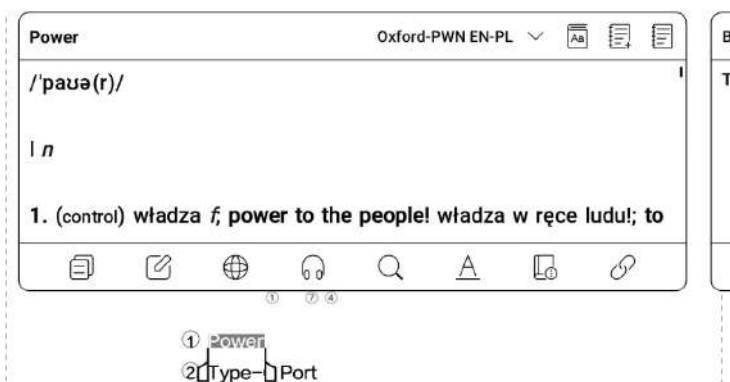 Power Oxford-PWN EN-PL Aa
/ˈpaʊə(r)/
I n
1. (control) władza f; power to the people! władza w ręce ludu!; to
A
① ⑦ ④
① Power
② Type- Port
B
T